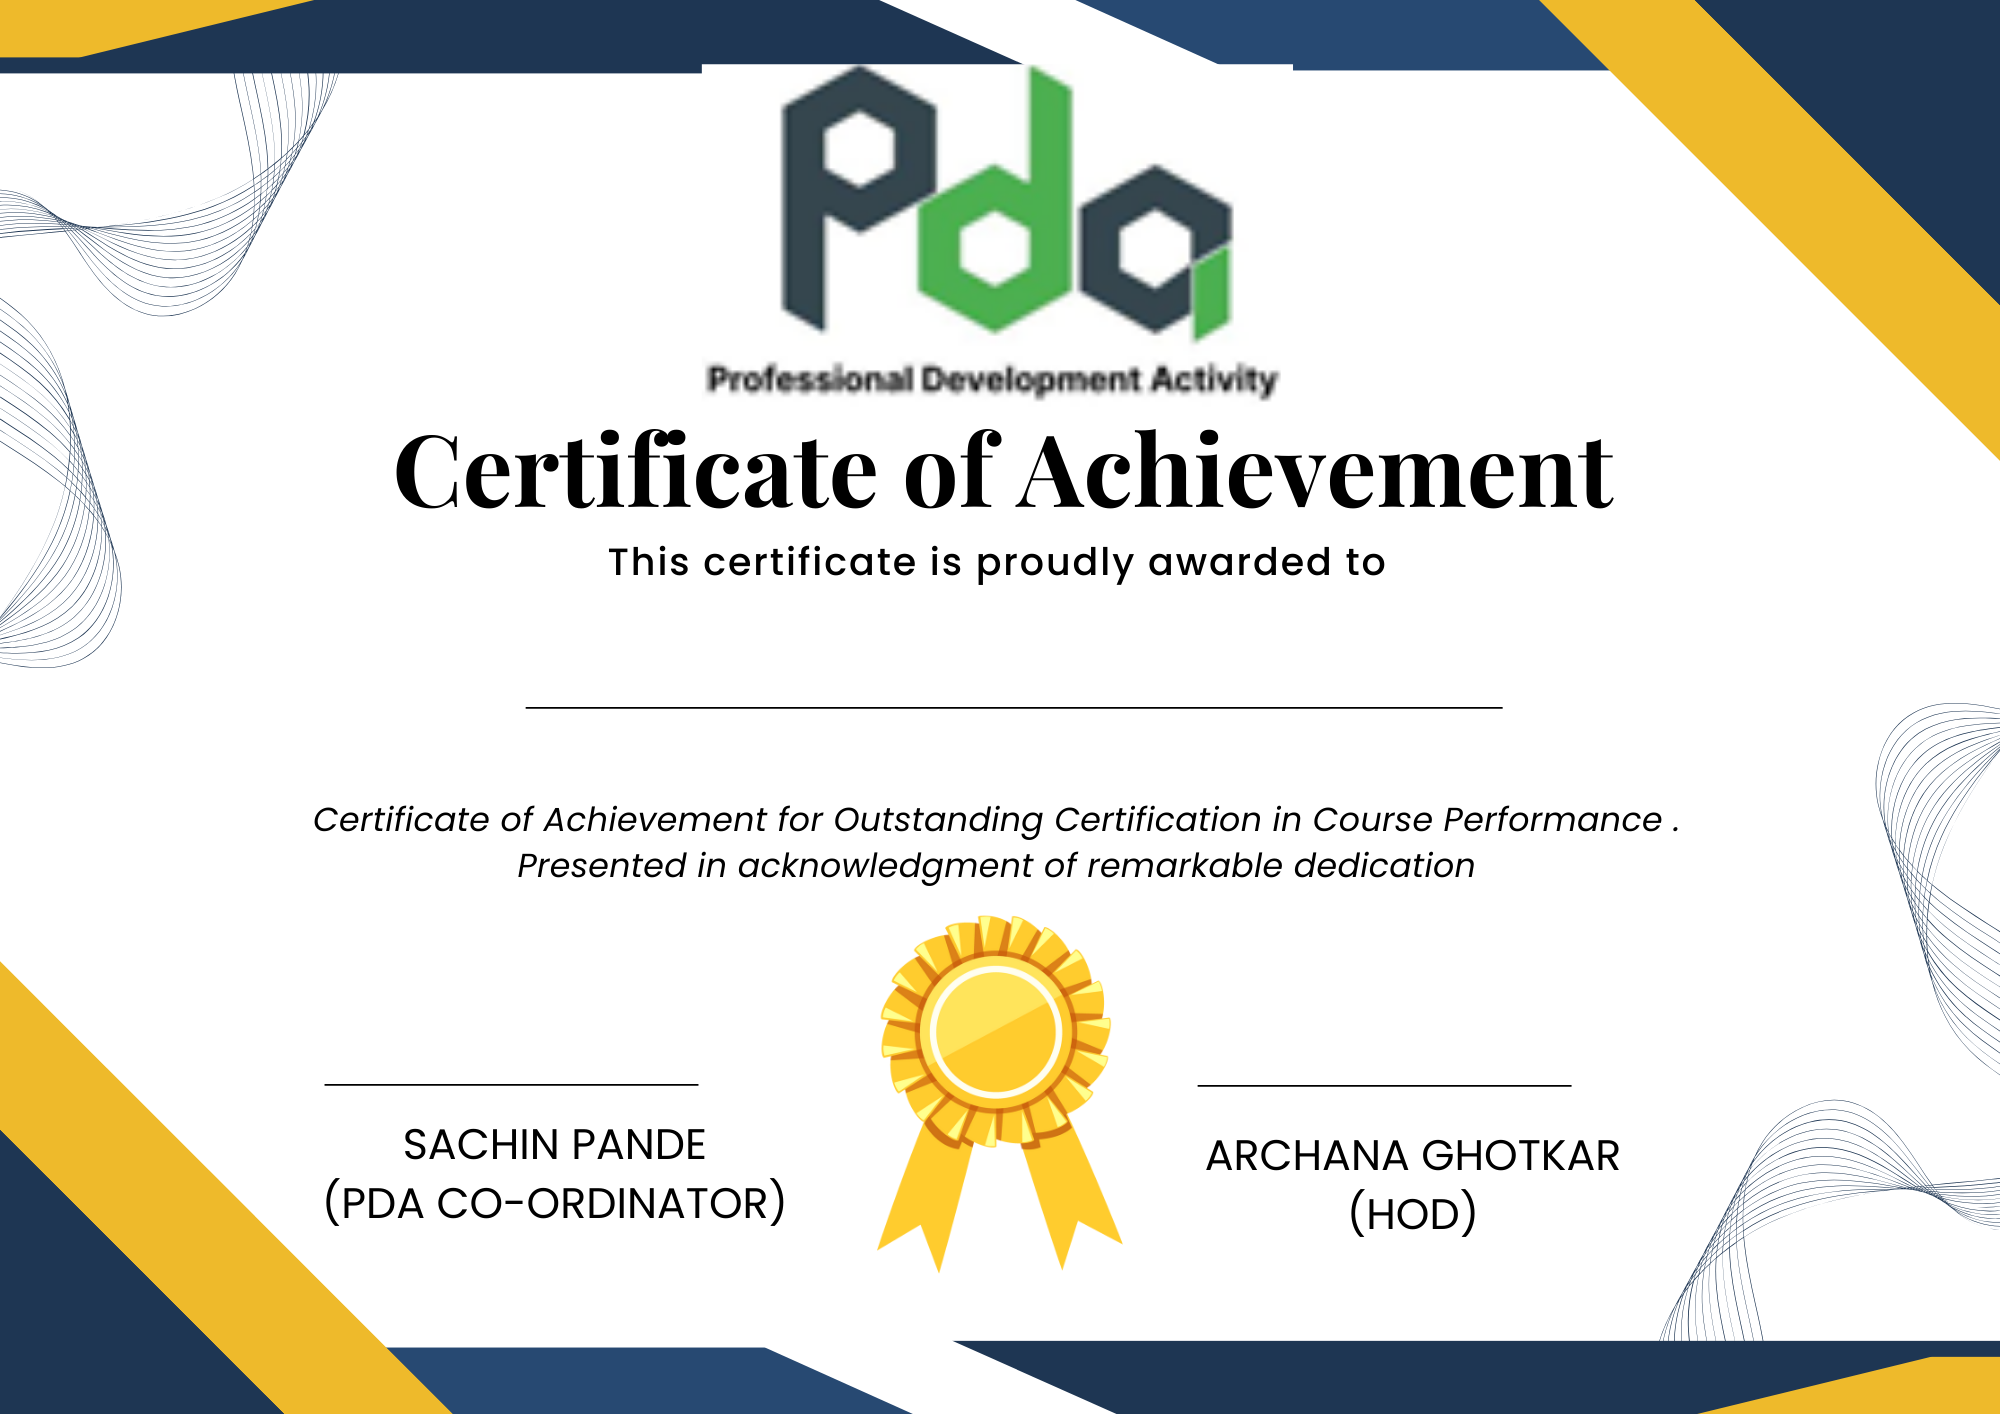 Pda
Professional Development Activity
Certificate of Achievement
This certificate is proudly awarded to
Certificate of Achievement for Outstanding Certification in Course Performance .
Presented in acknowledgment of remarkable dedication
SACHIN PANDE
(PDA CO-ORDINATOR)
ARCHANA GHOTKAR
(HOD)